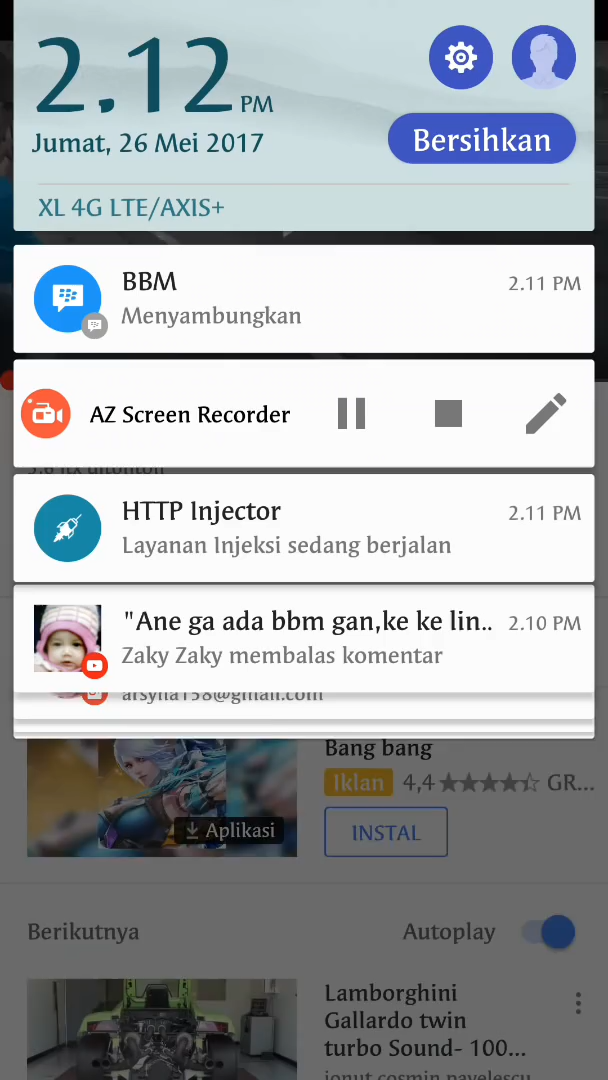 2.12 PM
Jumat, 26 Mei 2017
Bersihkan
XL 4G LTE/AXIS+
BBM
2.11 PM
Menyambungkan
AZ Screen Recorder
HTTP Injector
2.11 PM
Layanan Injeksi sedang berjalan
"Ane ga ada bbm gan,ke ke lin..
2.10 PM
Zaky Zaky membalas komentar
arsyna158@gmail.com
Bang bang
Iklan 4,4 GR...
Aplikasi
INSTAL
Berikutnya
Autoplay
Lamborghini
Gallardo twin
turbo Sound- 100...
ionut cosmin pavelescu